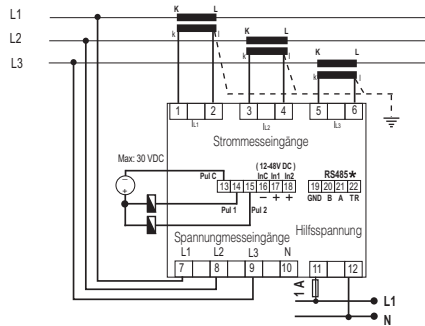 L1
L2
L3
K L
K L
K L
k l
k l
k l
1 2 3 4 5 6
IL1 IL2 IL3
Strommesseingänge
Max: 30 VDC
(12-48V DC)
Pul C InC In1 In2
RS485*
13 14 15 16 17 18
19 20 21 22
Pul 1 Pul 2 − + +
GND B A TR
− +
Spannungmesseingänge
Hilfsspannung
L1 L2 L3 N
7 8 9 10 11 12
1 A
L1
N